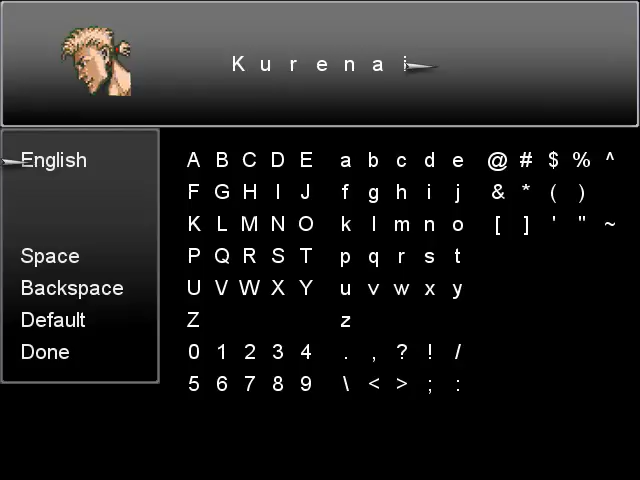 K u r e n a i
English A B C D E a b c d e @ # $ % ^
F G H I J f g h i j & * ( )
K L M N O k l m n o [ ] ' " ~
Space P Q R S T p q r s t
Backspace U V W X Y u v w x y
Default Z z
Done 0 1 2 3 4 . , ? ! /
5 6 7 8 9 \ < > ; :